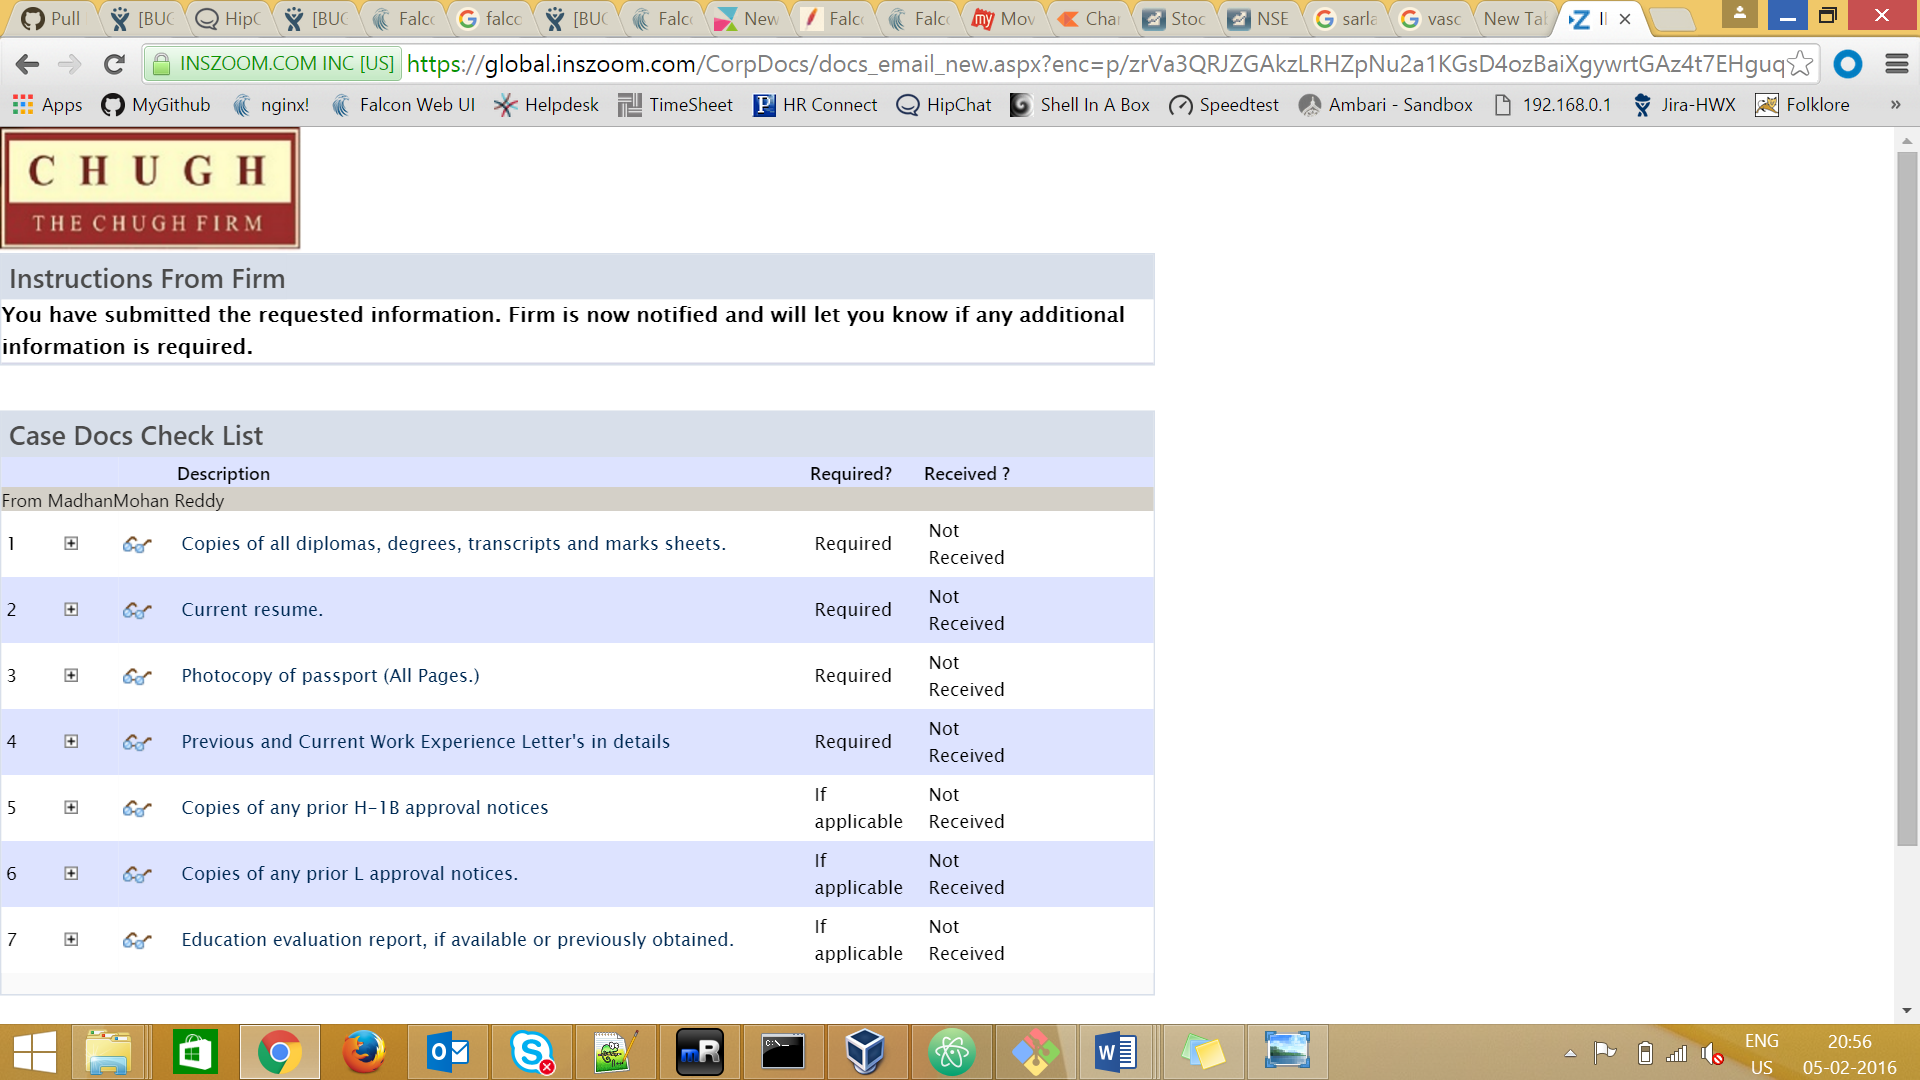 Pull
[BUG
HipC
[BUG
Falco
falco
[BUG
Falc
New
Falc
Falc
my Mov
Char
Stoc
NSE
sarla
vasc
New Tab
INSZOOM.COM INC [US] https://global.inszoom.com/CorpDocs/docs_email_new.aspx?enc=p/zrVa3QRJZGAkzLRHZpNu2a1KGsD4ozBaiXgywrtGAz4t7EHguq
Apps MyGithub nginx! Falcon Web UI Helpdesk TimeSheet HR Connect HipChat Shell In A Box Speedtest Ambari - Sandbox 192.168.0.1 Jira-HWX Folklore »
CHUGH
THE CHUGH FIRM
Instructions From Firm
You have submitted the requested information. Firm is now notified and will let you know if any additional
information is required.
Case Docs Check List
Description Required? Received ?
From MadhanMohan Reddy
1 Copies of all diplomas, degrees, transcripts and marks sheets. Required Not
Received
2 Current resume. Required Not
Received
3 Photocopy of passport (All Pages.) Required Not
Received
4 Previous and Current Work Experience Letter's in details Required Not
Received
5 Copies of any prior H-1B approval notices If
applicable Not
Received
6 Copies of any prior L approval notices. If
applicable Not
Received
7 Education evaluation report, if available or previously obtained. If
applicable Not
Received
mR
C:\_
ENG 20:56
US 05-02-2016